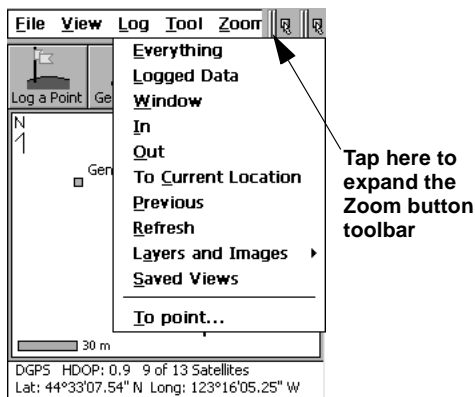 File View Log Tool Zoom
Everything
Logged Data
Window
In
Out
To Current Location
Previous
Refresh
Layers and Images
Saved Views
To point...
Log a Point Ge
N
Gen
30 m
DGPS HDOP: 0.9 9 of 13 Satellites
Lat: 44°33'07.54" N Long: 123°16'05.25" W
Tap here to
expand the
Zoom button
toolbar